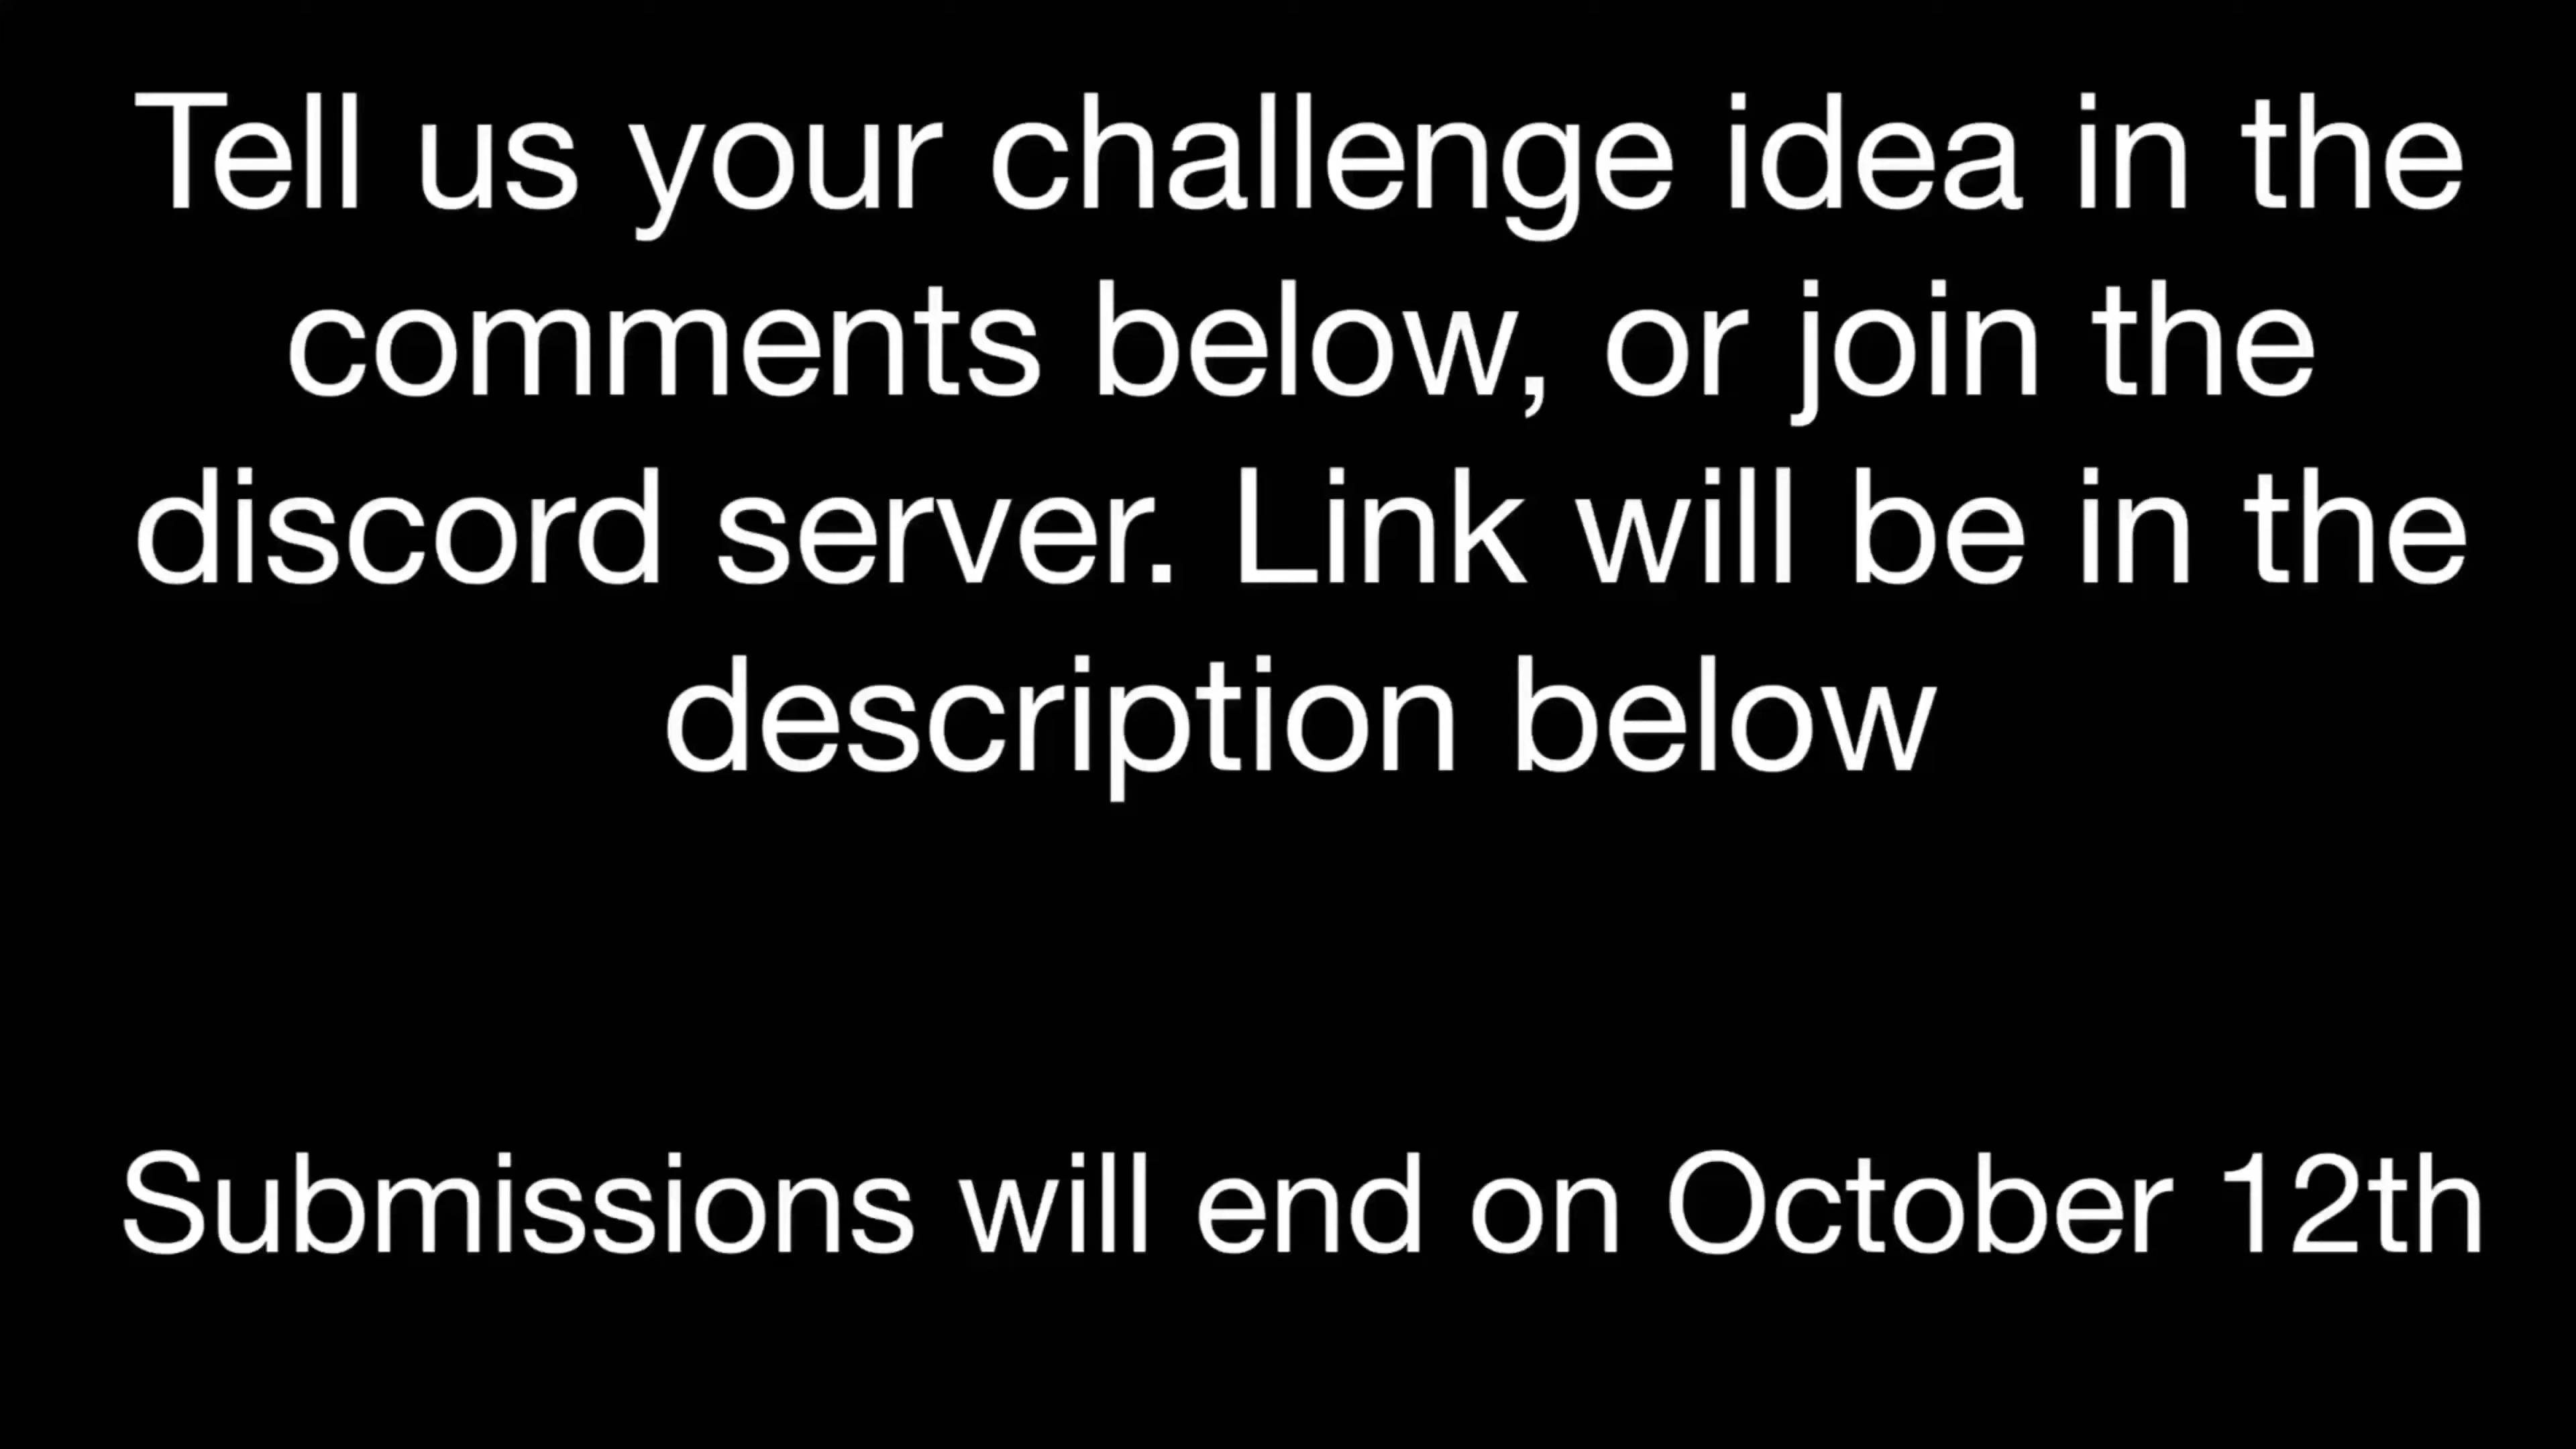 Tell us your challenge idea in the
comments below, or join the
discord server. Link will be in the
description below
Submissions will end on October 12th